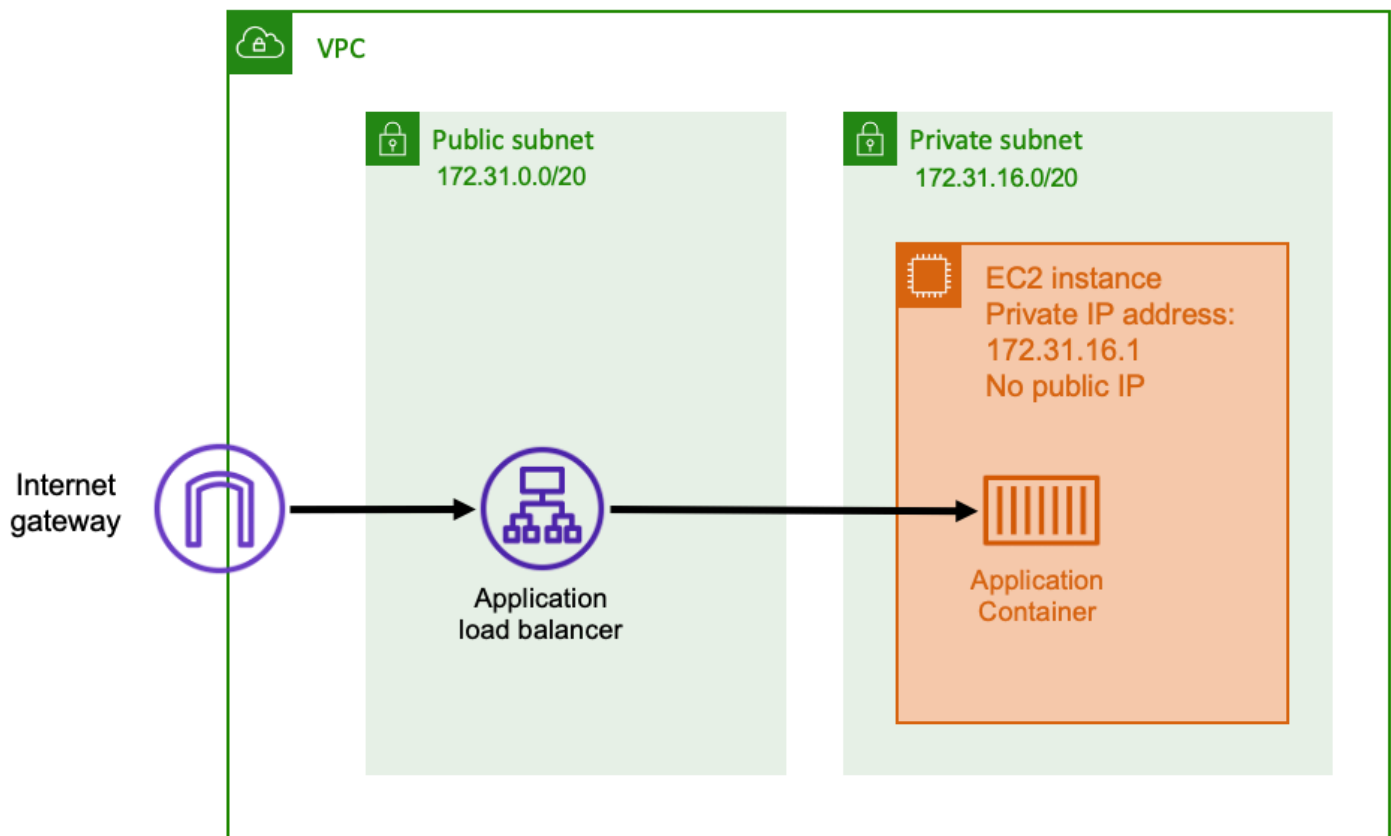 VPC
Public subnet
172.31.0.0/20
Private subnet
172.31.16.0/20
EC2 instance
Private IP address:
172.31.16.1
No public IP
Internet
gateway
Application
load balancer
Application
Container